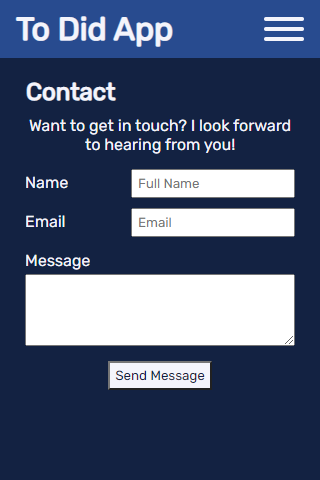 To Did App
Contact
Want to get in touch? I look forward
to hearing from you!
Name
Full Name
Email
Email
Message
Send Message